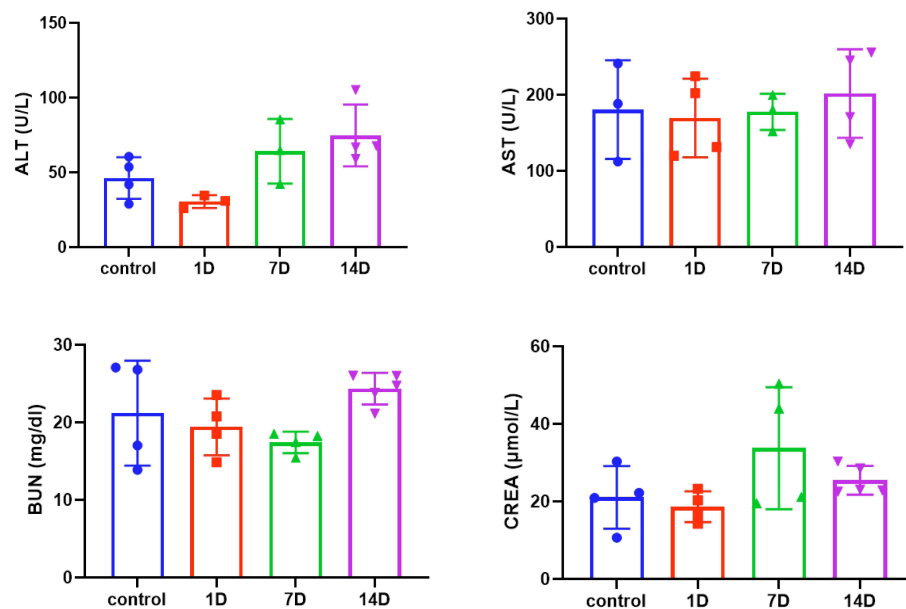 ALT (U/L)
150
100
50
0
control 1D 7D 14D
AST (U/L)
300
200
100
0
control 1D 7D 14D
BUN (mg/dl)
30
20
10
0
control 1D 7D 14D
CREA (μmol/L)
60
40
20
0
control 1D 7D 14D